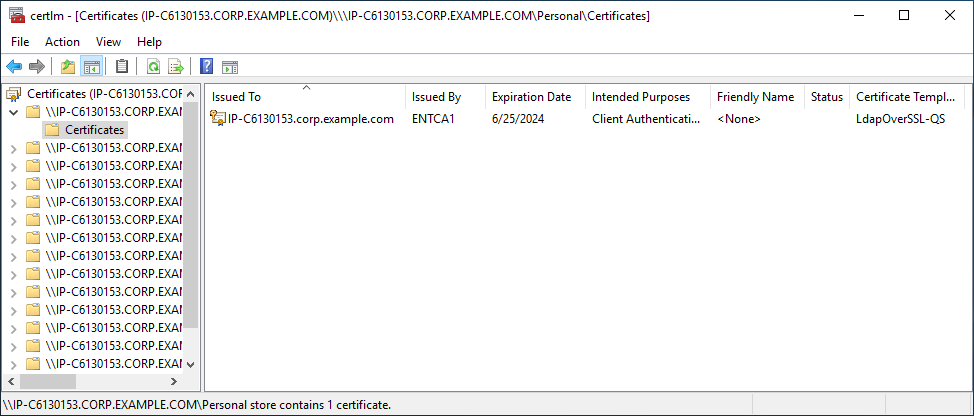 certlm - [Certificates (IP-C6130153.CORP.EXAMPLE.COM)\\\IP-C6130153.CORP.EXAMPLE.COM\Personal\Certificates]
File Action View Help
Certificates (IP-C6130153.COR
\\IP-C6130153.CORP.EXAM
Certificates
\\IP-C6130153.CORP.EXAM
\\IP-C6130153.CORP.EXAM
\\IP-C6130153.CORP.EXAM
\\IP-C6130153.CORP.EXAM
\\IP-C6130153.CORP.EXAM
\\IP-C6130153.CORP.EXAM
\\IP-C6130153.CORP.EXAM
\\IP-C6130153.CORP.EXAM
\\IP-C6130153.CORP.EXAM
\\IP-C6130153.CORP.EXAM
\\IP-C6130153.CORP.EXAM
\\IP-C6130153.CORP.EXAM
\\IP-C6130153.CORP.EXAM
Issued To Issued By Expiration Date Intended Purposes Friendly Name Status Certificate Templ...
IP-C6130153.corp.example.com ENTCA1 6/25/2024 Client Authenticati... <None> LdapOverSSL-QS
\\IP-C6130153.CORP.EXAMPLE.COM\Personal store contains 1 certificate.